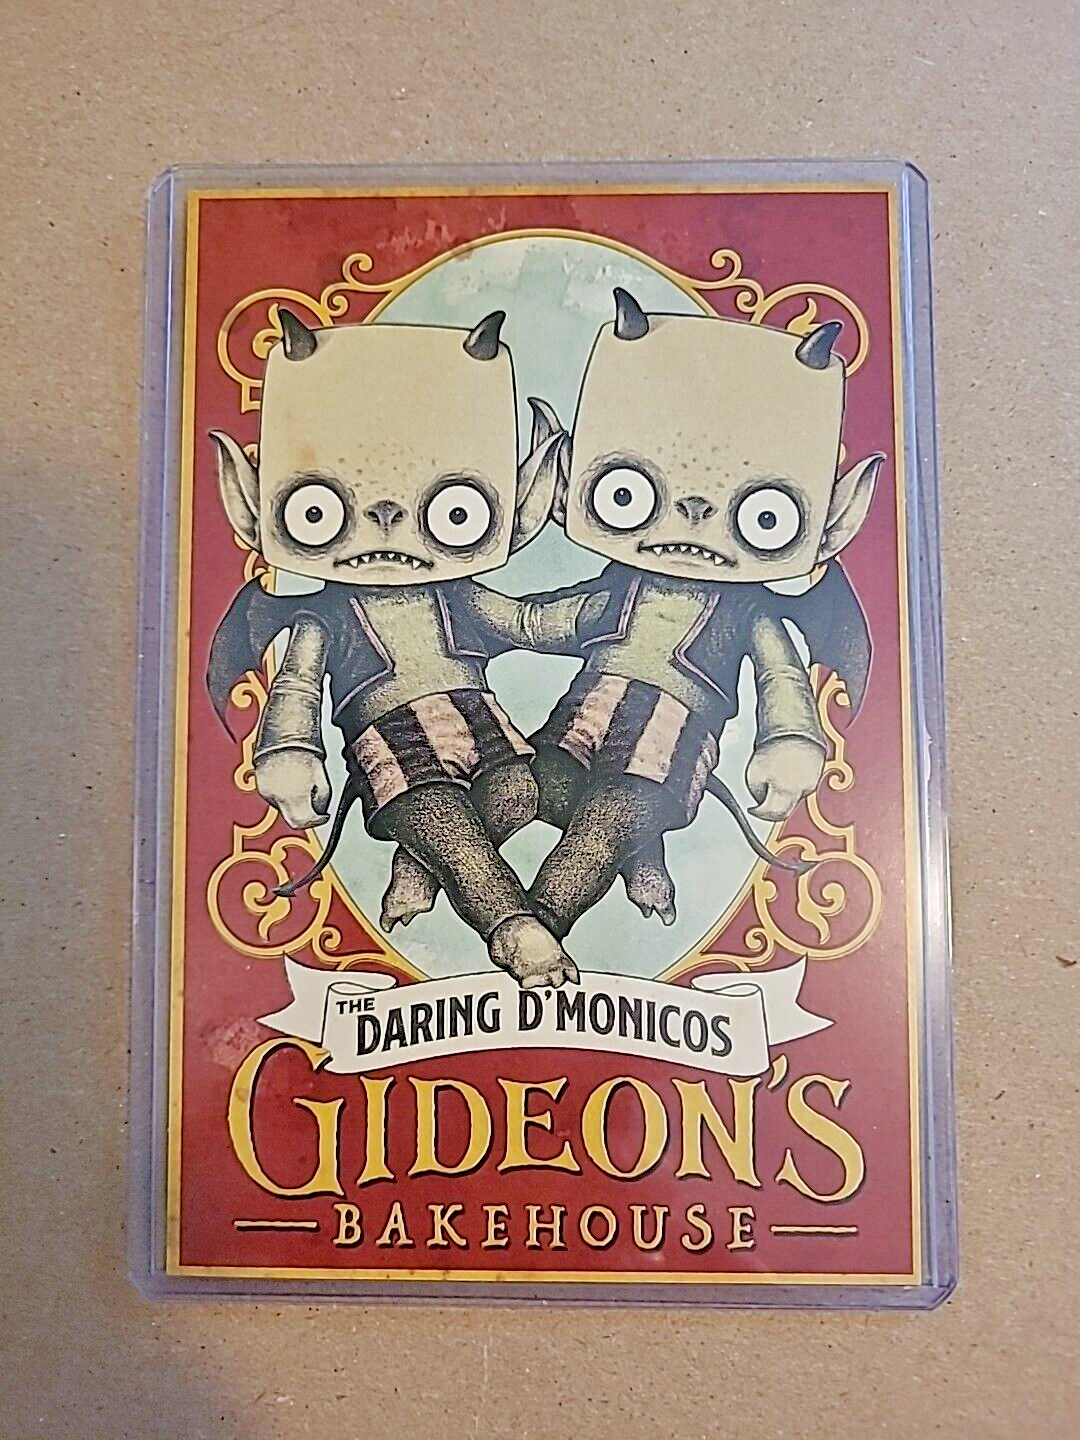 THE
DARING D'MONICOS
GIDEON'S
BAKEHOUSE